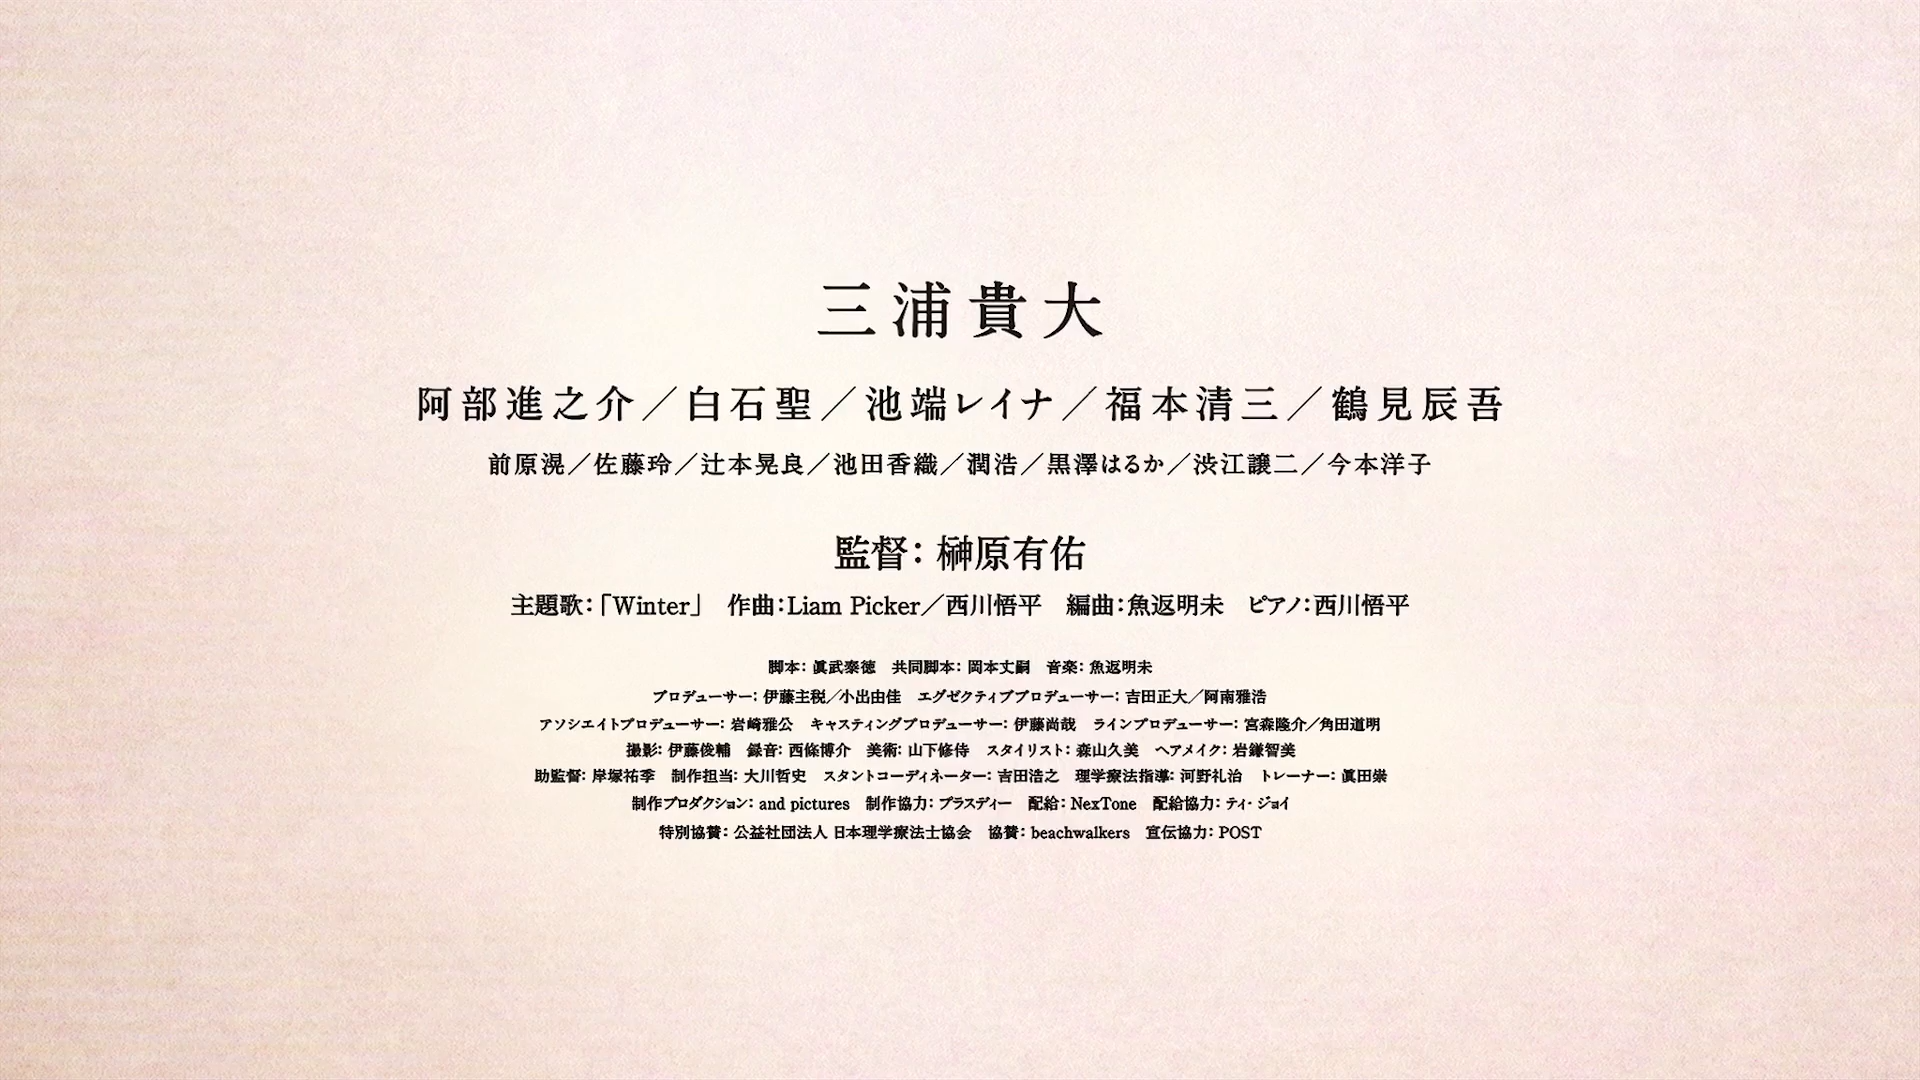 三浦貴大
阿部進之介／白石聖／池端レイナ／福本清三／鶴見辰吾
前原滉／佐藤玲／辻本晃良／池田香織／潤浩／黒澤はるか／渋江譲二／今本洋子
監督：榊原有佑
主題歌：「Winter」　作曲：Liam Picker／西川悟平　編曲：魚返明未　ピアノ：西川悟平
脚本：眞武泰徳　共同脚本：岡本丈嗣　音楽：魚返明未
プロデューサー：伊藤主税／小出由佳　エグゼクティブプロデューサー：吉田正大／阿南雅浩
アソシエイトプロデューサー：岩崎雅公　キャスティングプロデューサー：伊藤尚哉　ラインプロデューサー：宮森隆介／角田道明
撮影：伊藤俊輔　録音：西條博介　美術：山下修侍　スタイリスト：森山久美　ヘアメイク：岩鎌智美
助監督：岸塚祐季　制作担当：大川哲史　スタントコーディネーター：吉田浩之　理学療法指導：河野礼治　トレーナー：眞田崇
制作プロダクション：and pictures　制作協力：プラスディー　配給：NexTone　配給協力：ティ・ジョイ
特別協賛：公益社団法人 日本理学療法士協会　協賛：beachwalkers　宣伝協力：POST